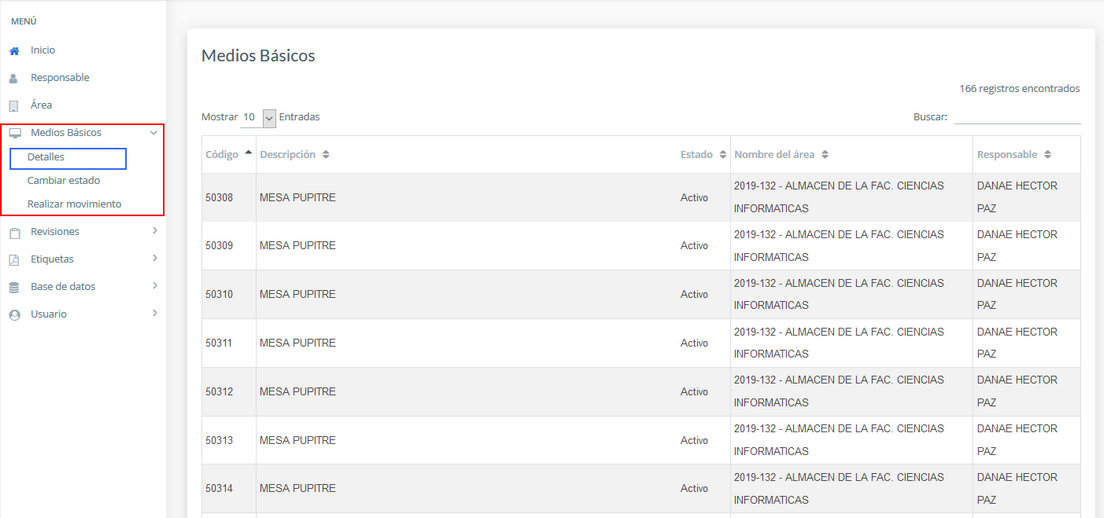 MENÚ
Inicio
Responsable
Área
Medios Básicos
Detalles
Cambiar estado
Realizar movimiento
Revisiones
Etiquetas
Base de datos
Usuario
Medios Básicos
166 registros encontrados
Mostrar 10 Entradas Buscar:
Código Descripción Estado Nombre del área Responsable
50308 MESA PUPITRE Activo 2019-132 - ALMACEN DE LA FAC. CIENCIAS DANAE HECTOR
INFORMATICAS PAZ
50309 MESA PUPITRE Activo 2019-132 - ALMACEN DE LA FAC. CIENCIAS DANAE HECTOR
INFORMATICAS PAZ
50310 MESA PUPITRE Activo 2019-132 - ALMACEN DE LA FAC. CIENCIAS DANAE HECTOR
INFORMATICAS PAZ
50311 MESA PUPITRE Activo 2019-132 - ALMACEN DE LA FAC. CIENCIAS DANAE HECTOR
INFORMATICAS PAZ
50312 MESA PUPITRE Activo 2019-132 - ALMACEN DE LA FAC. CIENCIAS DANAE HECTOR
INFORMATICAS PAZ
50313 MESA PUPITRE Activo 2019-132 - ALMACEN DE LA FAC. CIENCIAS DANAE HECTOR
INFORMATICAS PAZ
50314 MESA PUPITRE Activo 2019-132 - ALMACEN DE LA FAC. CIENCIAS DANAE HECTOR
INFORMATICAS PAZ